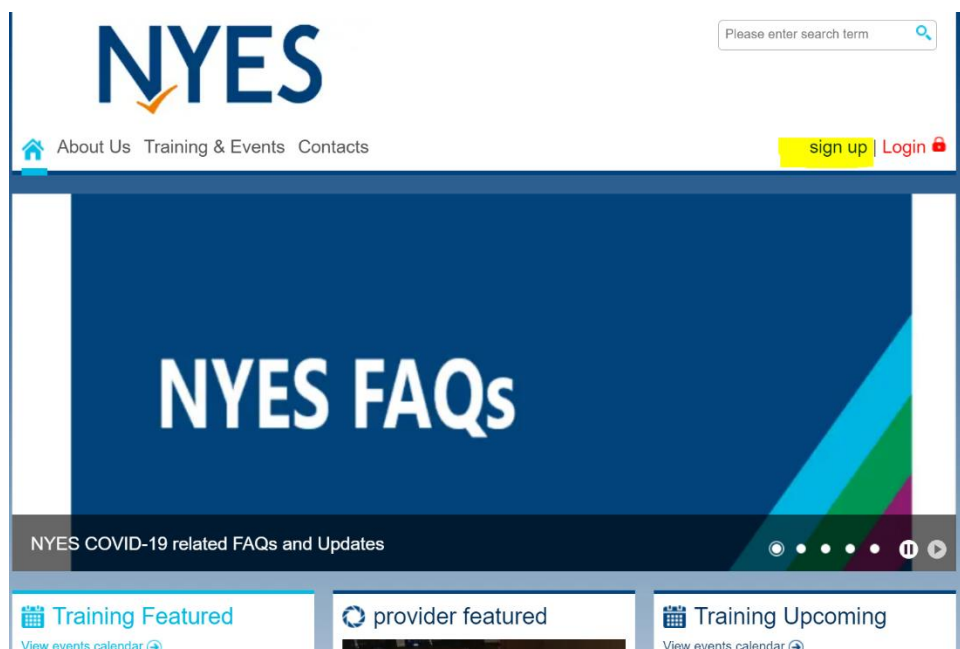 NYES
Please enter search term
About Us Training & Events Contacts
sign up | Login
NYES FAQs
NYES COVID-19 related FAQs and Updates
Training Featured
View events calendar
provider featured
Training Upcoming
View events calendar